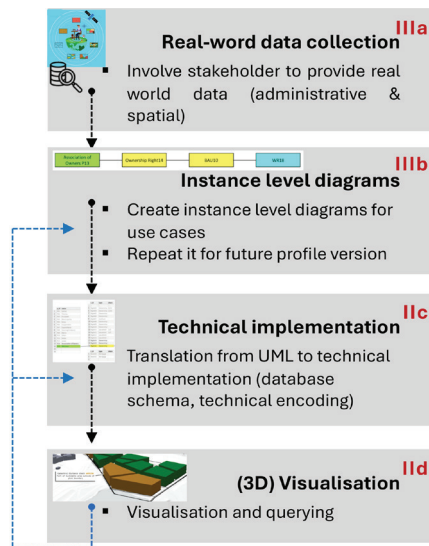 IIIa
Real-word data collection
▪ Involve stakeholder to provide real
world data (administrative &
spatial)
Association of
Owners P13
Ownership Right14
BAU10
IIIb
Instance level diagrams
▪ Create instance level diagrams for
use cases
▪ Repeat it for future profile version
IIc
Technical implementation
Translation from UML to technical
implementation (database
schema, technical encoding)
IId
(3D) Visualisation
▪ Visualisation and querying